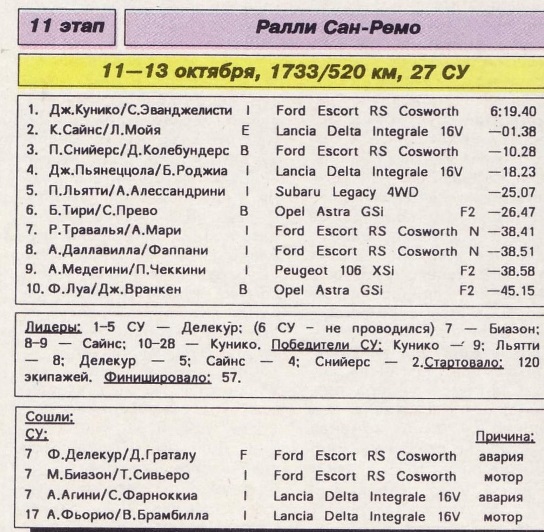 11 этап
Ралли Сан-Ремо
11—13 октября, 1733/520 км, 27 СУ
1. Дж.Кунико/С.Эванджелисти I Ford Escort RS Cosworth 6:19.40
2. К.Сайнс/Л.Мойя E Lancia Delta Integrale 16V —01.38
3. П.Снийерс/Д.Колебундерс B Ford Escort RS Cosworth —10.28
4. Дж.Пьянеццола/Б.Роджиа I Lancia Delta Integrale 16V —18.23
5. П.Льятти/А.Алессандрини I Subaru Legacy 4WD —25.07
6. Б.Тири/С.Прево B Opel Astra GSi F2 —26.47
7. Р.Травалья/А.Мари I Ford Escort RS Cosworth N —38.41
8. А.Даллавилла/Фаппани I Ford Escort RS Cosworth N —38.51
9. А.Медегини/П.Чеккини I Peugeot 106 XSi F2 —38.58
10. Ф.Луа/Дж.Вранкен B Opel Astra GSi F2 —45.15
Лидеры: 1–5 СУ — Делекур; (6 СУ – не проводился) 7 — Биазон;
8–9 — Сайнс; 10–28 — Кунико. Победители СУ: Кунико — 9; Льятти
— 8; Делекур — 5; Сайнс — 4; Снийерс — 2.Стартовало: 120
экипажей. Финишировало: 57.
Сошли:
СУ: Причина:
7 Ф.Делекур/Д.Граталу F Ford Escort RS Cosworth авария
7 М.Биазон/Т.Сивьеро I Ford Escort RS Cosworth мотор
7 А.Агини/С.Фарноккиа I Lancia Delta Integrale 16V авария
17 А.Фьорио/В.Брамбилла I Lancia Delta Integrale 16V мотор